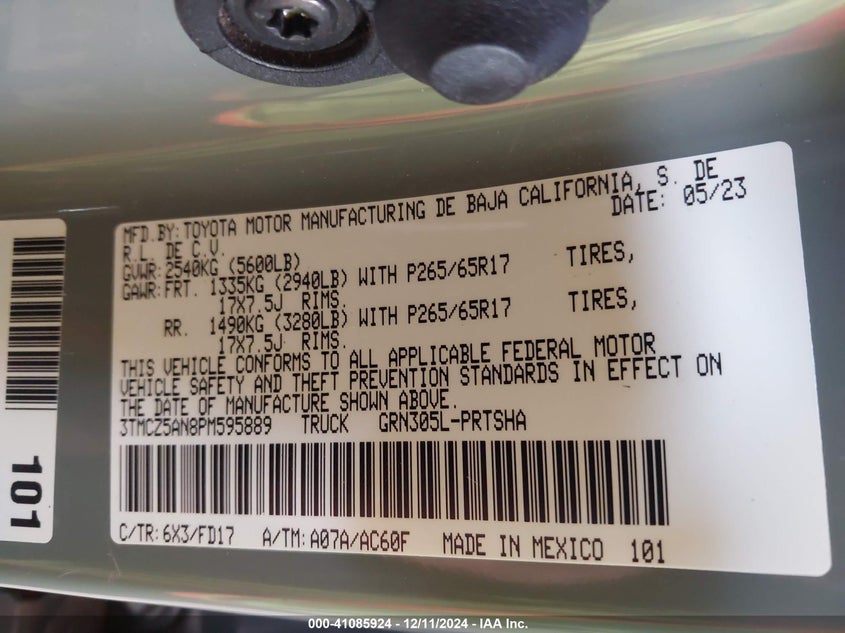 MFD.BY: TOYOTA MOTOR MANUFACTURING DE BAJA CALIFORNIA, S. DE
R.L. DE C.V. DATE: 05/23
GVWR: 2540KG (5600LB)
GAWR: FRT. 1335KG (2940LB) WITH P265/65R17 TIRES,
17X7.5J RIMS.
RR. 1490KG (3280LB) WITH P265/65R17 TIRES,
17X7.5J RIMS.
THIS VEHICLE CONFORMS TO ALL APPLICABLE FEDERAL MOTOR
VEHICLE SAFETY AND THEFT PREVENTION STANDARDS IN EFFECT ON
THE DATE OF MANUFACTURE SHOWN ABOVE.
3TMCZ5AN8PM595889 TRUCK GRN305L-PRTSHA
C/TR: 6X3/FD17 A/TM: A07A/AC60F MADE IN MEXICO 101
101
000-41085924 - 12/11/2024 - IAA Inc.